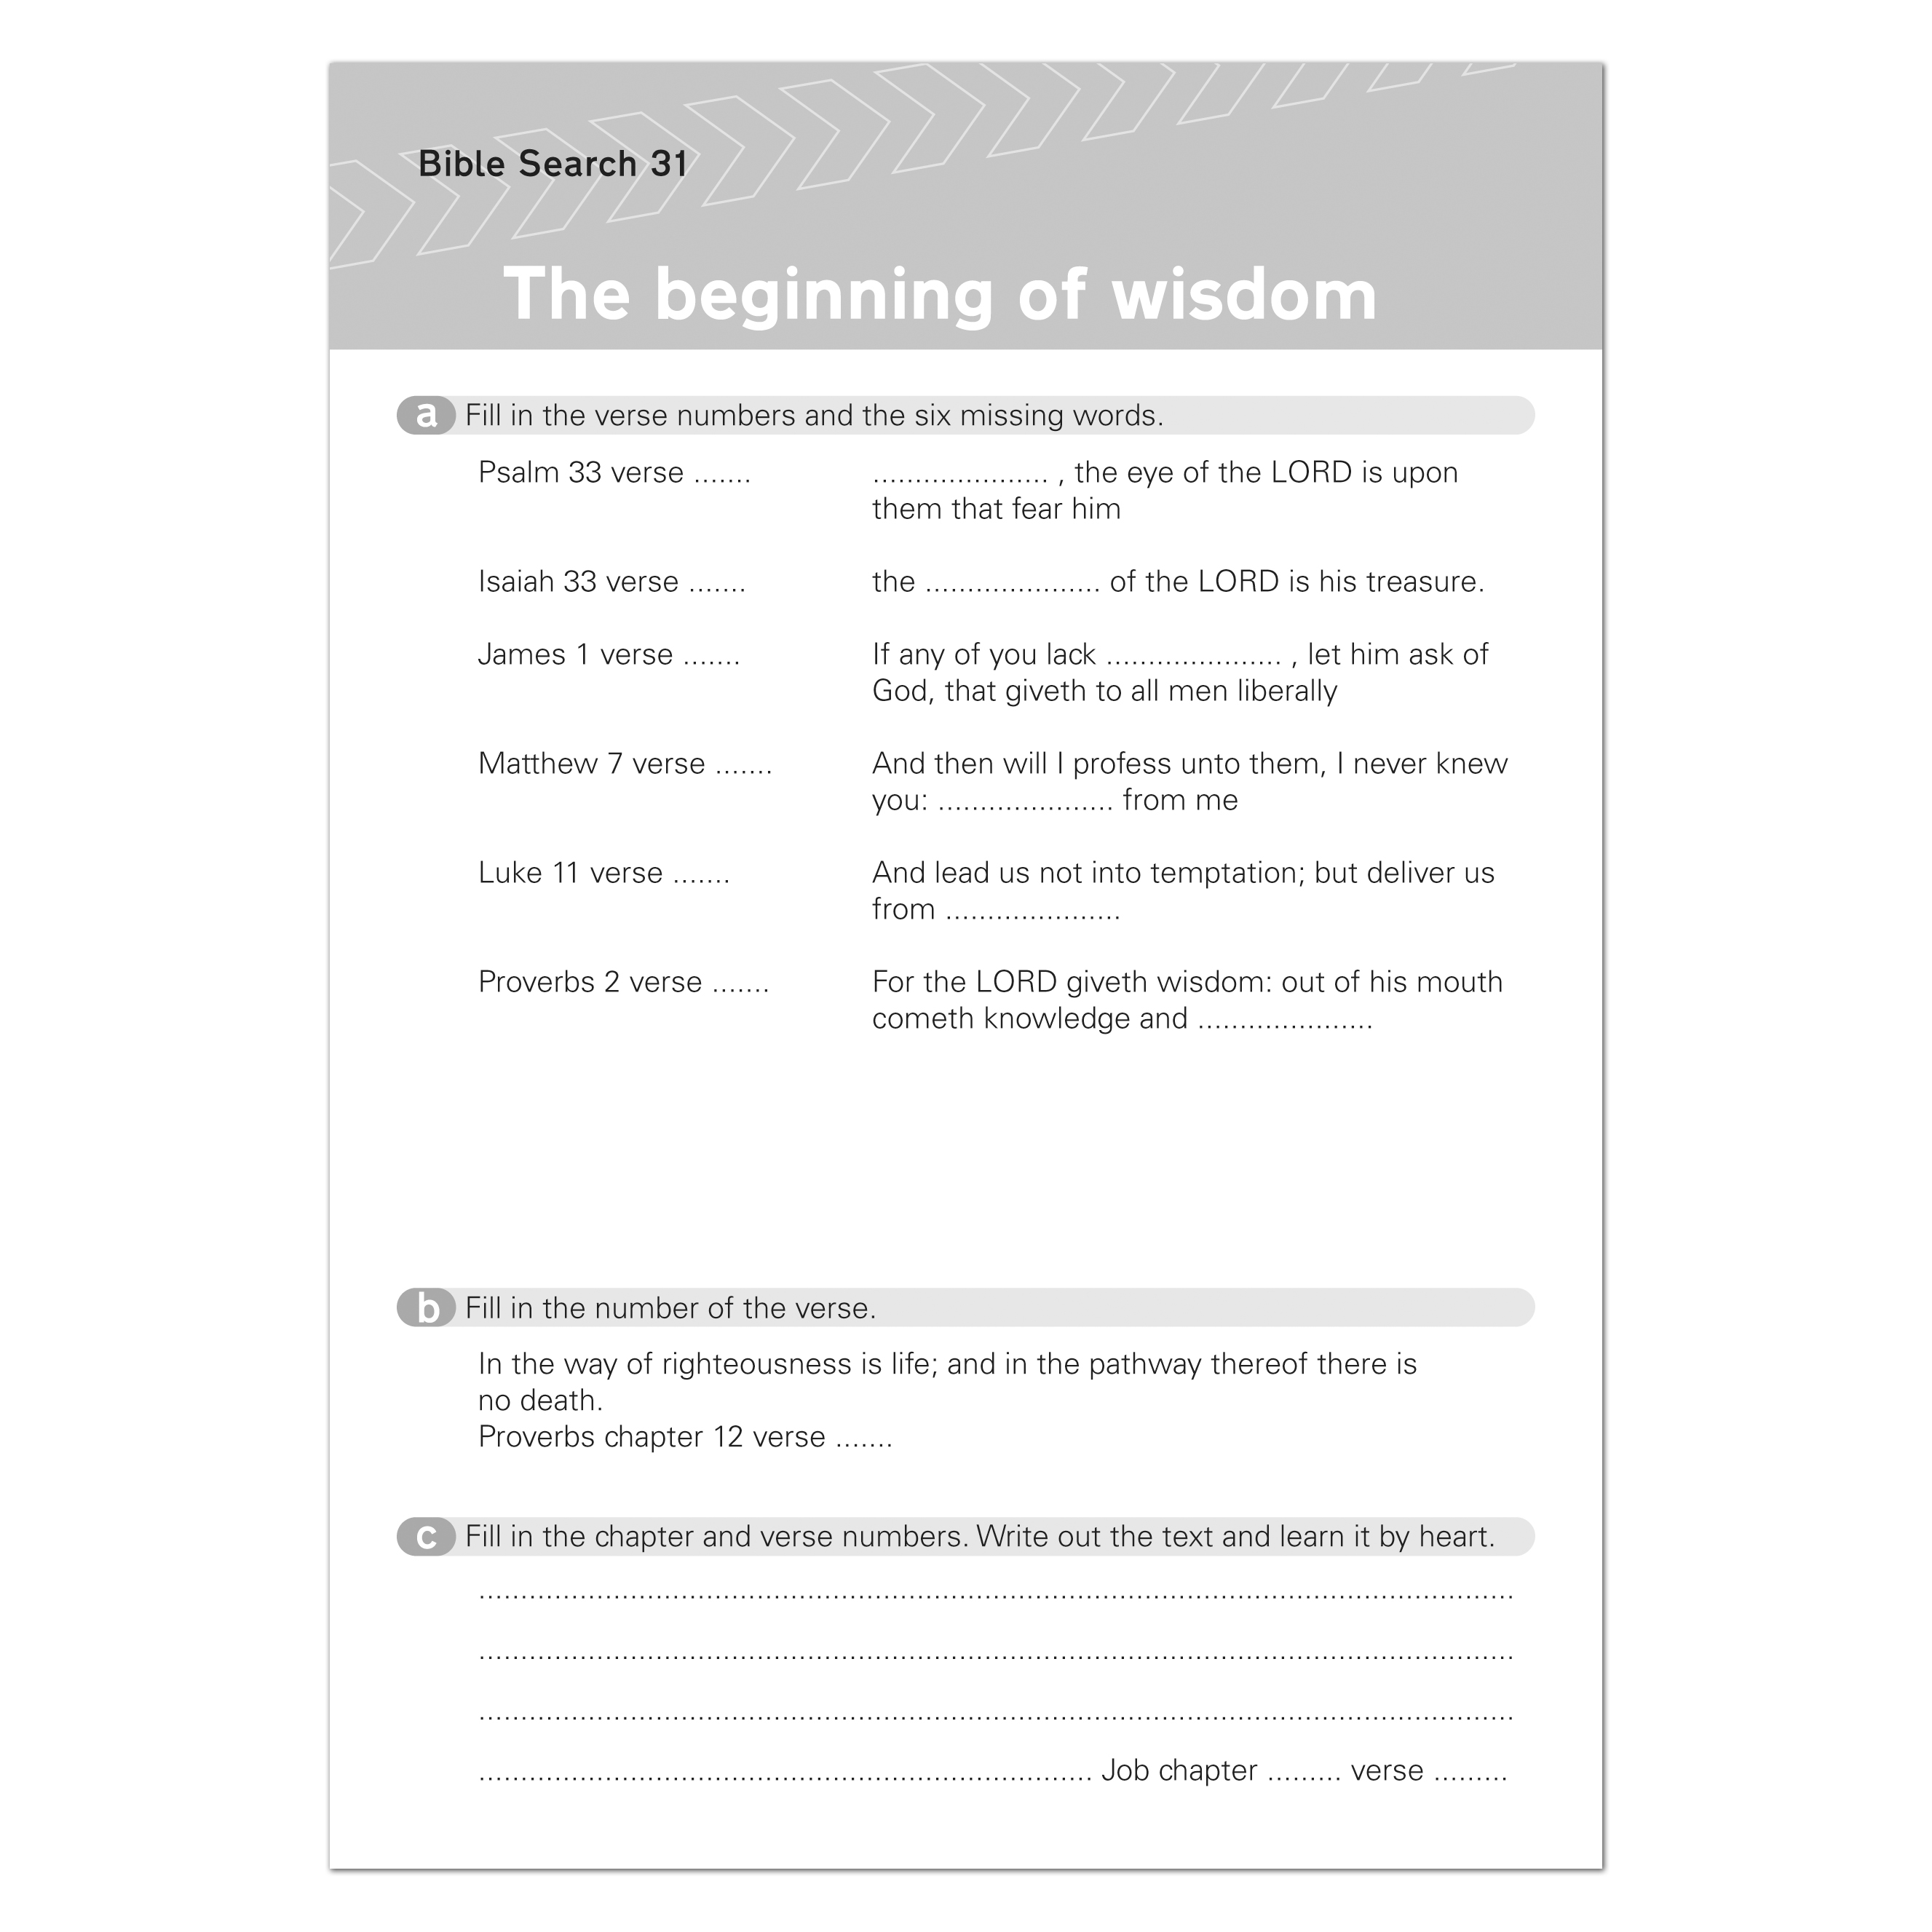 Bible Search 31
The beginning of wisdom
a Fill in the verse numbers and the six missing words.
Psalm 33 verse ....... ..................... , the eye of the LORD is upon
them that fear him
Isaiah 33 verse ....... the ..................... of the LORD is his treasure.
James 1 verse ....... If any of you lack ..................... , let him ask of
God, that giveth to all men liberally
Matthew 7 verse ....... And then will I profess unto them, I never knew
you: ..................... from me
Luke 11 verse ....... And lead us not into temptation; but deliver us
from .....................
Proverbs 2 verse ....... For the LORD giveth wisdom: out of his mouth
cometh knowledge and .....................
b Fill in the number of the verse.
In the way of righteousness is life; and in the pathway thereof there is
no death.
Proverbs chapter 12 verse .......
c Fill in the chapter and verse numbers. Write out the text and learn it by heart.
............................................................................................................................
............................................................................................................................
............................................................................................................................
......................................................................... Job chapter ......... verse .........